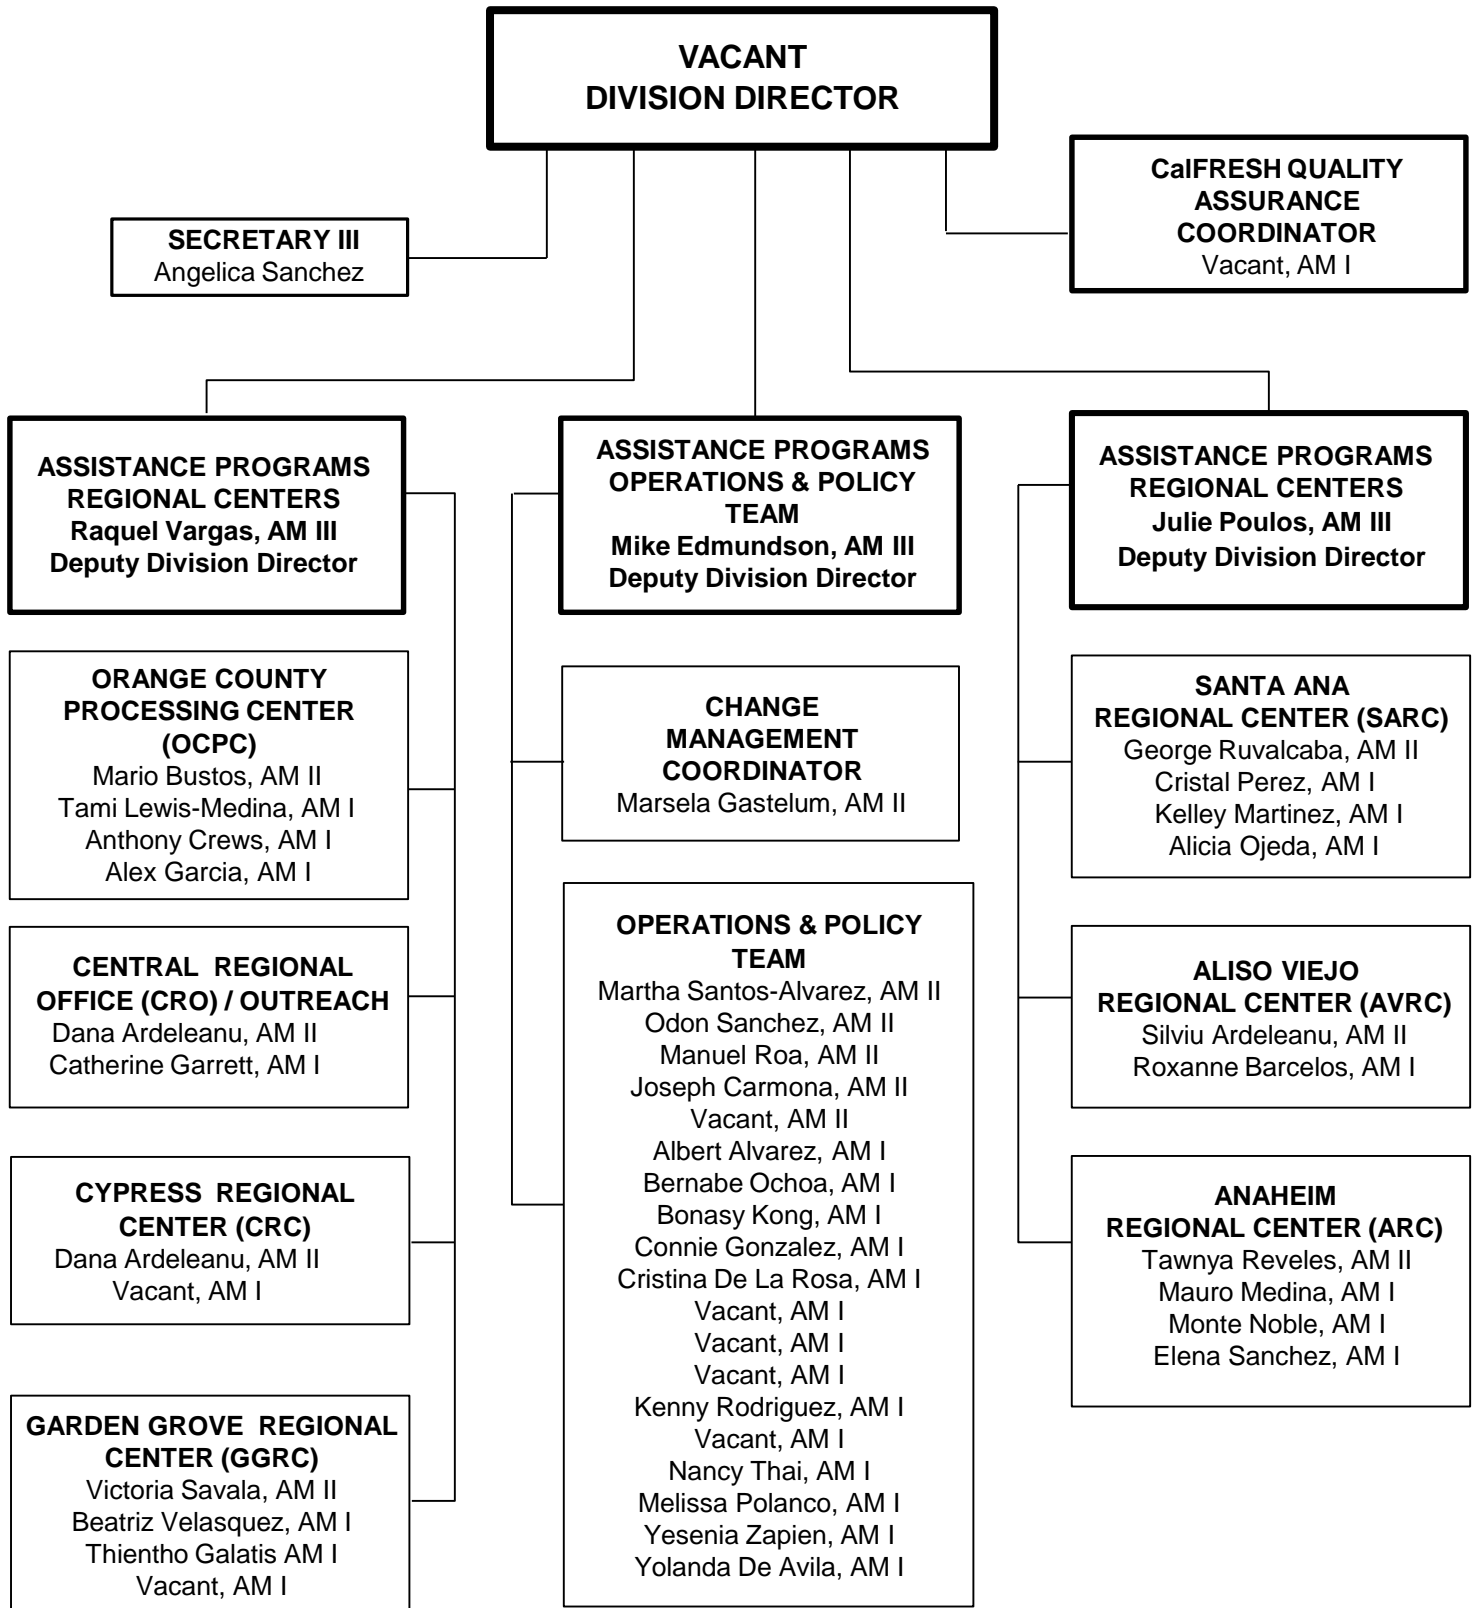 VACANT
DIVISION DIRECTOR
CalFRESH QUALITY
ASSURANCE
COORDINATOR
Vacant, AM I
SECRETARY III
Angelica Sanchez
ASSISTANCE PROGRAMS
REGIONAL CENTERS
Raquel Vargas, AM III
Deputy Division Director
ASSISTANCE PROGRAMS
OPERATIONS & POLICY
TEAM
Mike Edmundson, AM III
Deputy Division Director
ASSISTANCE PROGRAMS
REGIONAL CENTERS
Julie Poulos, AM III
Deputy Division Director
ORANGE COUNTY
PROCESSING CENTER
(OCPC)
Mario Bustos, AM II
Tami Lewis-Medina, AM I
Anthony Crews, AM I
Alex Garcia, AM I
CENTRAL REGIONAL
OFFICE (CRO) / OUTREACH
Dana Ardeleanu, AM II
Catherine Garrett, AM I
CYPRESS REGIONAL
CENTER (CRC)
Dana Ardeleanu, AM II
Vacant, AM I
GARDEN GROVE REGIONAL
CENTER (GGRC)
Victoria Savala, AM II
Beatriz Velasquez, AM I
Thientho Galatis AM I
Vacant, AM I
CHANGE
MANAGEMENT
COORDINATOR
Marsela Gastelum, AM II
OPERATIONS & POLICY
TEAM
Martha Santos-Alvarez, AM II
Odon Sanchez, AM II
Manuel Roa, AM II
Joseph Carmona, AM II
Vacant, AM II
Albert Alvarez, AM I
Bernabe Ochoa, AM I
Bonasy Kong, AM I
Connie Gonzalez, AM I
Cristina De La Rosa, AM I
Vacant, AM I
Vacant, AM I
Vacant, AM I
Kenny Rodriguez, AM I
Vacant, AM I
Nancy Thai, AM I
Melissa Polanco, AM I
Yesenia Zapien, AM I
Yolanda De Avila, AM I
SANTA ANA
REGIONAL CENTER (SARC)
George Ruvalcaba, AM II
Cristal Perez, AM I
Kelley Martinez, AM I
Alicia Ojeda, AM I
ALISO VIEJO
REGIONAL CENTER (AVRC)
Silviu Ardeleanu, AM II
Roxanne Barcelos, AM I
ANAHEIM
REGIONAL CENTER (ARC)
Tawnya Reveles, AM II
Mauro Medina, AM I
Monte Noble, AM I
Elena Sanchez, AM I